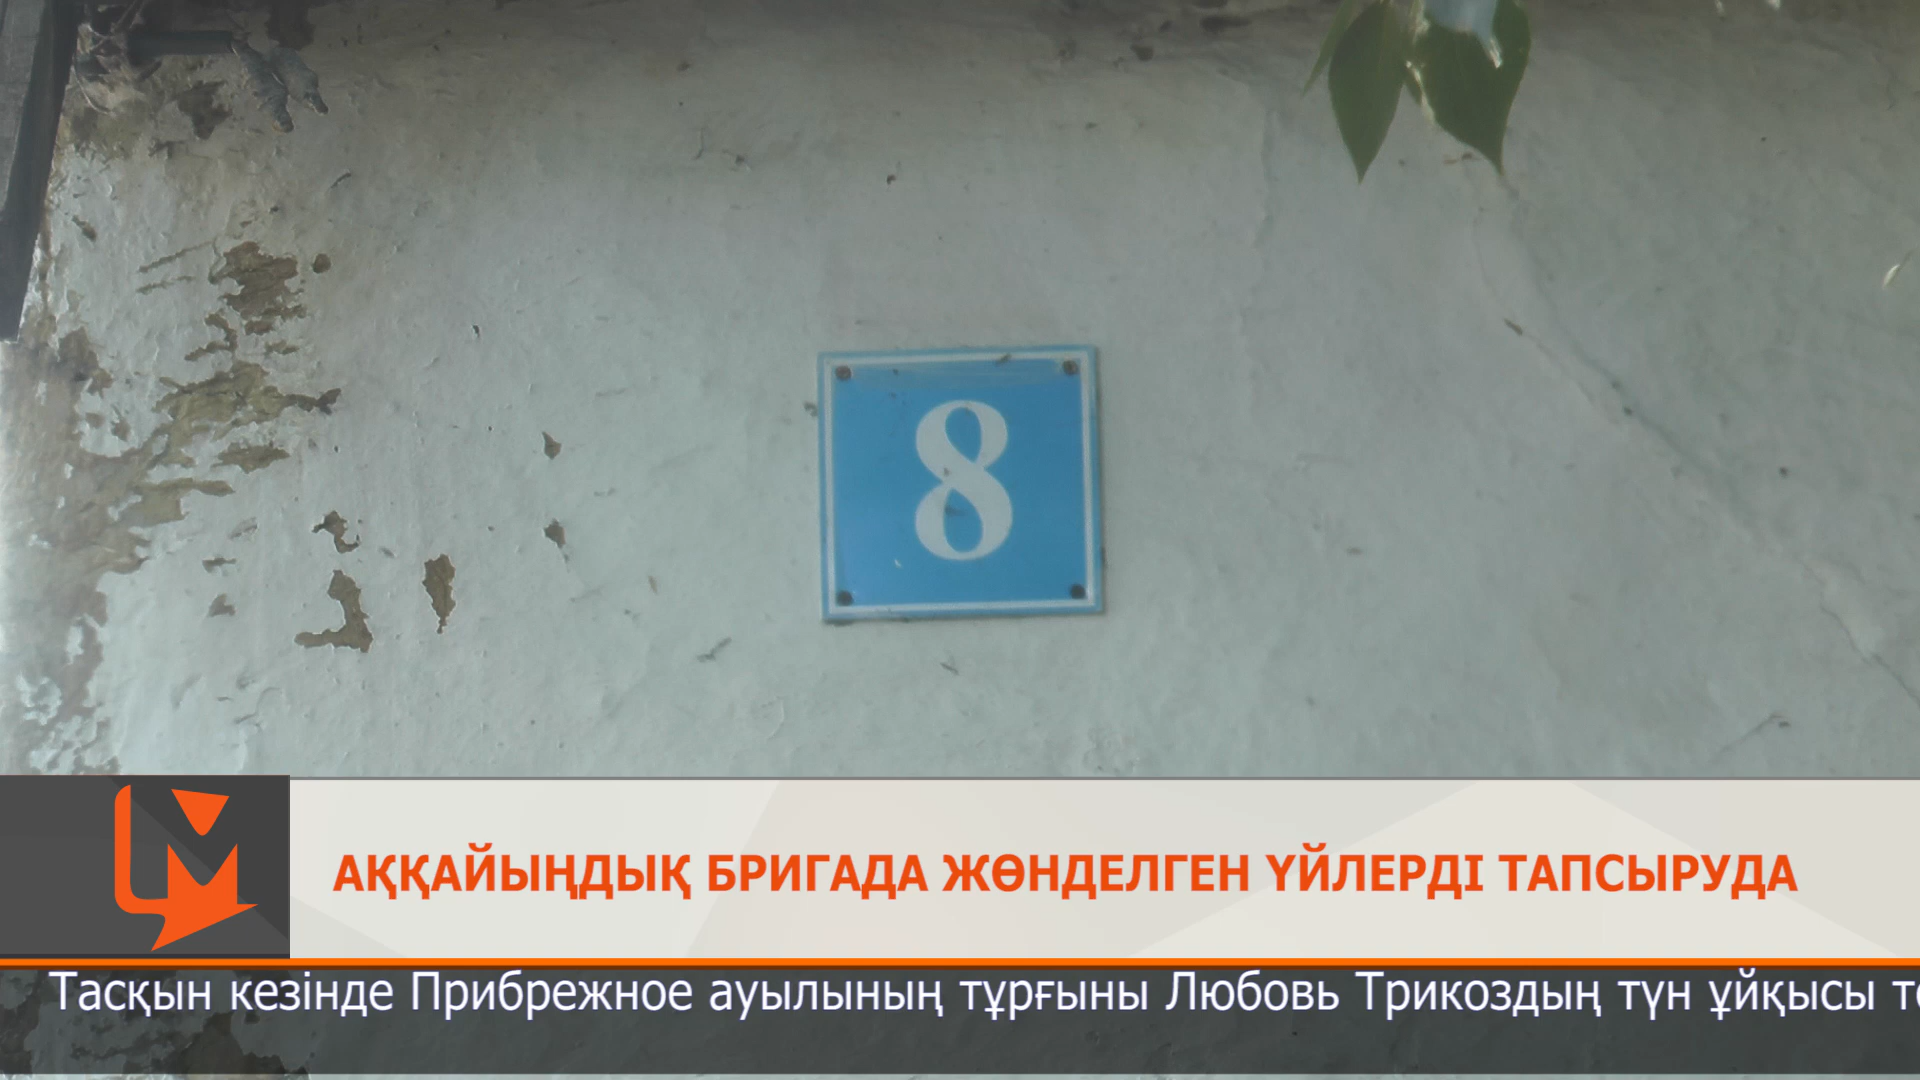 8
АҚҚАЙЫҢДЫҚ БРИГАДА ЖӨНДЕЛГЕН ҮЙЛЕРДІ ТАПСЫРУДА
Тасқын кезінде Прибрежное ауылының тұрғыны Любовь Трикоздың түн ұйқысы